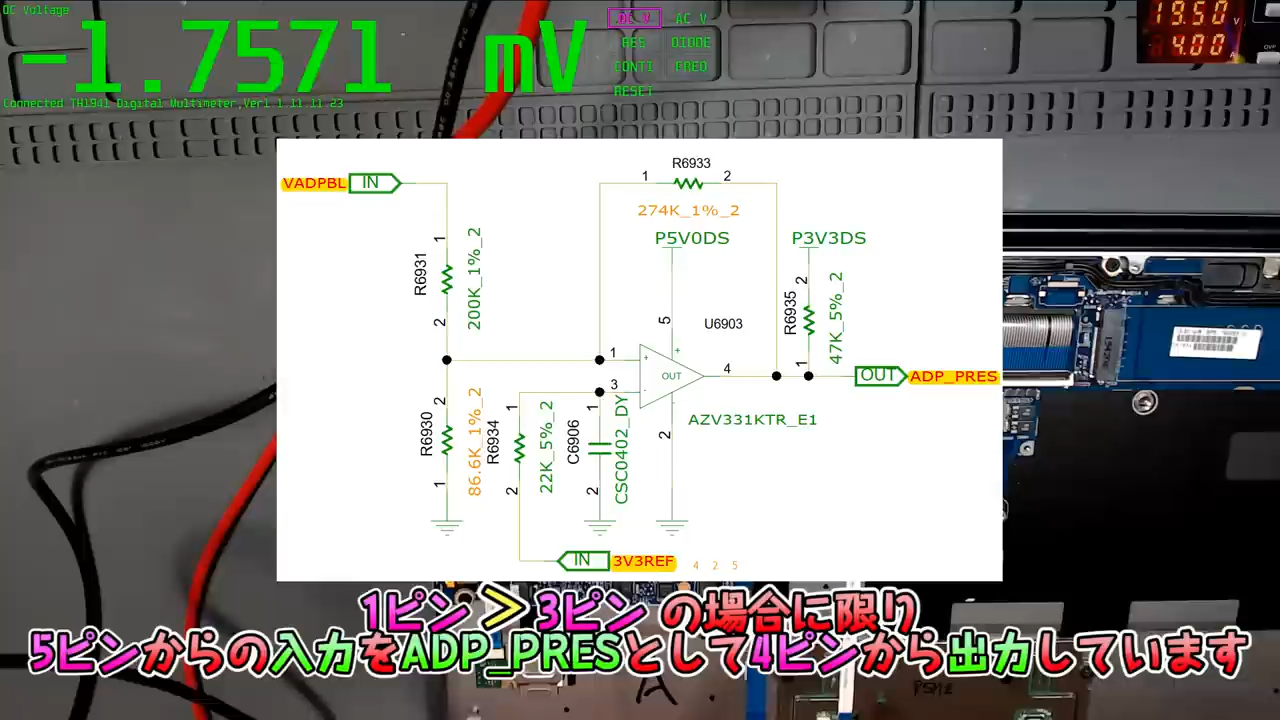 DC Voltage
-1.7571 mV
DC V AC V
RES DIODE
CONTI FREQ
RESET
Connected TH1941 Digital Multimeter,Ver1.1.11.11.23
19.50 V
4.00 A
R6933
1 2
274K_1%_2
VADPBL IN
P5V0DS P3V3DS
R6931
1
2
200K_1%_2
5
U6903
R6935
2
1
47K_5%_2
1
+
+
OUT
4
OUT ADP_PRES
3
-
-
2
AZV331KTR_E1
R6930
2
1
86.6K_1%_2
R6934
1
2
22K_5%_2
C6906
1
2
CSC0402_DY
IN 3V3REF
4 2 5
1ピン > 3ピン の場合に限り
5ピンからの入力をADP_PRESとして4ピンから出力しています
A